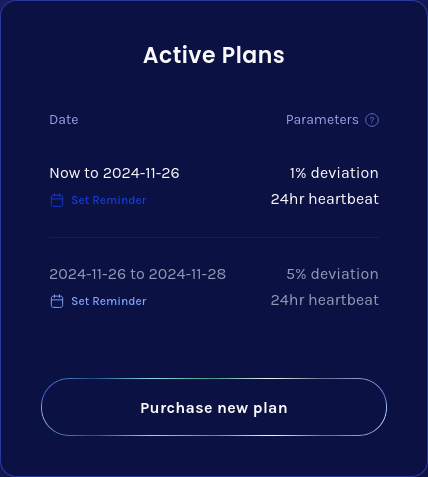 Active Plans
Date Parameters ?
Now to 2024-11-26 1% deviation
Set Reminder 24hr heartbeat
2024-11-26 to 2024-11-28 5% deviation
Set Reminder 24hr heartbeat
Purchase new plan